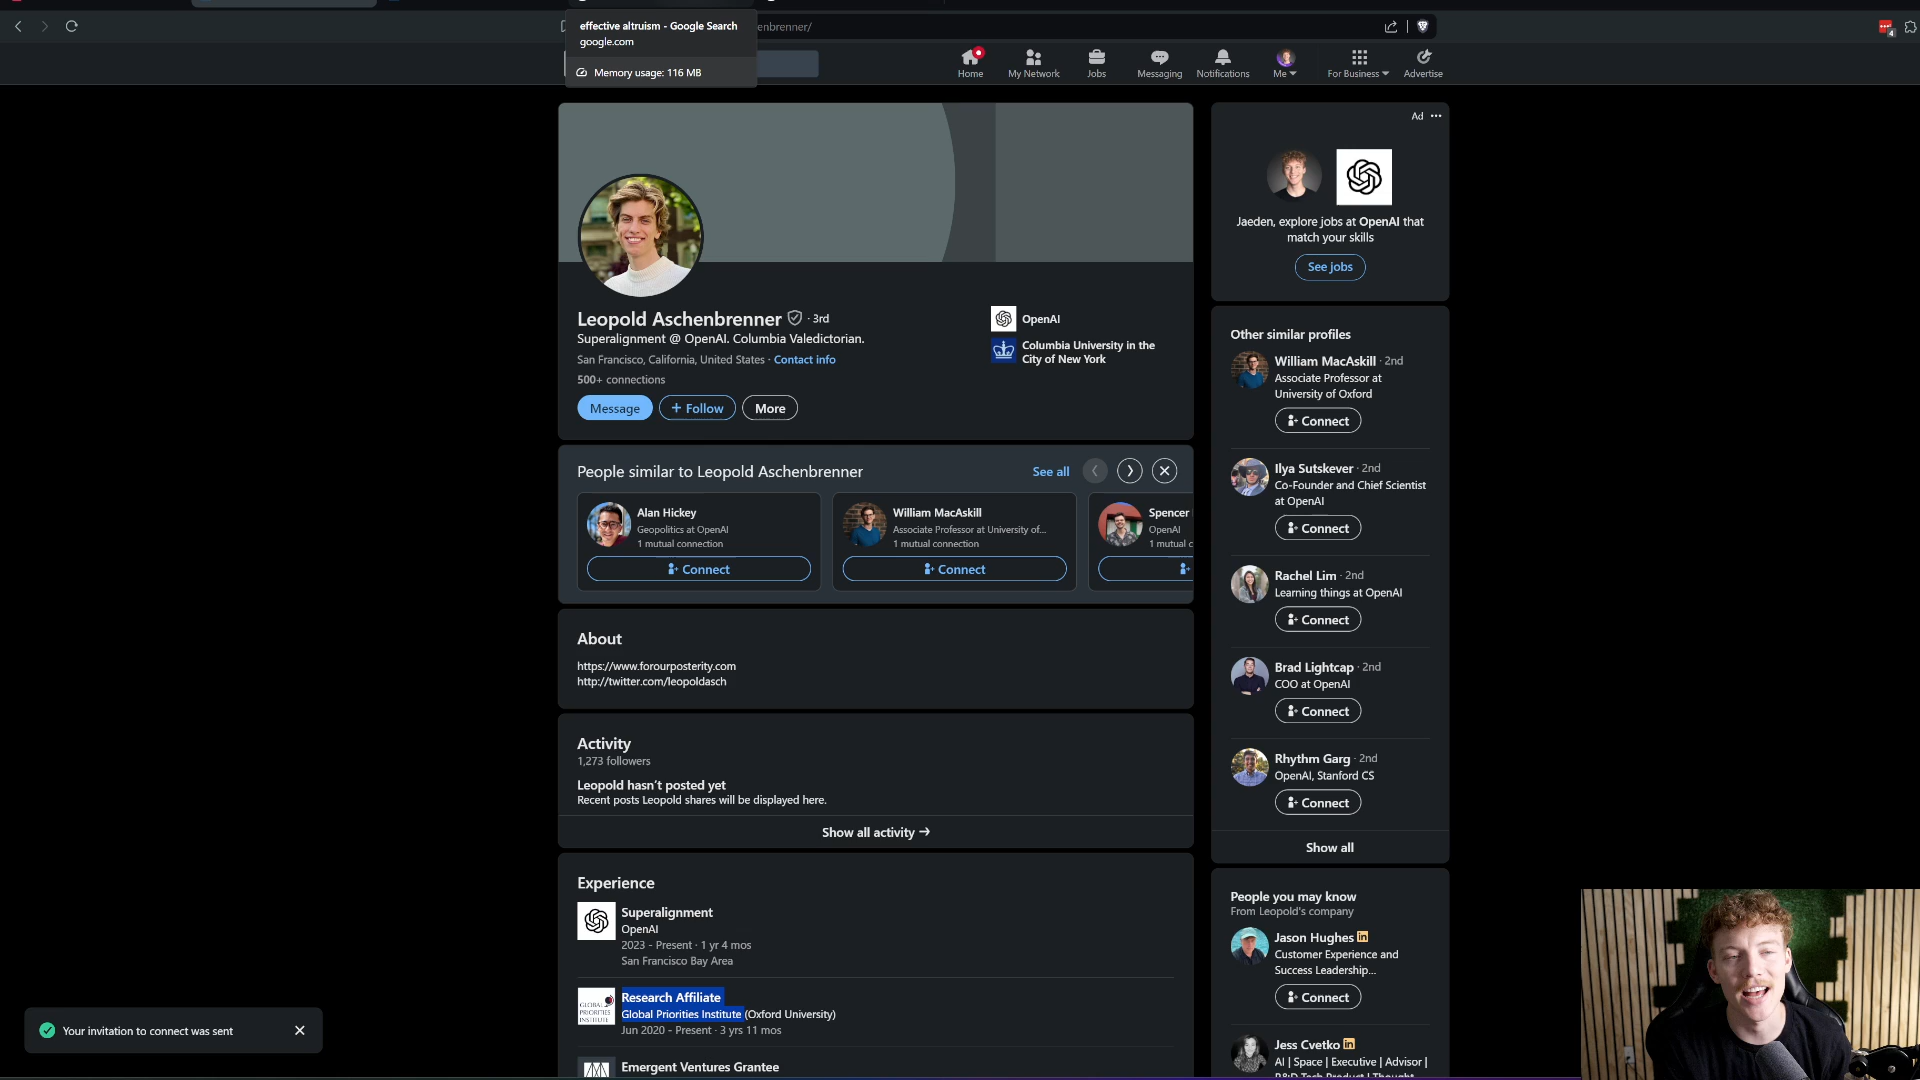 effective altruism - Google Search
google.com
Memory usage: 116 MB
enbrenner/
4
Home
My Network
Jobs
Messaging
Notifications
Me
For Business
Advertise
Leopold Aschenbrenner · 3rd
Superalignment @ OpenAI. Columbia Valedictorian.
San Francisco, California, United States · Contact info
500+ connections
Message
+ Follow
More
OpenAI
Columbia University in the
City of New York
People similar to Leopold Aschenbrenner
See all
Alan Hickey
Geopolitics at OpenAI
1 mutual connection
Connect
William MacAskill
Associate Professor at University of...
1 mutual connection
Connect
Spencer
OpenAI
1 mutual c
About
https://www.forourposterity.com
http://twitter.com/leopoldasch
Activity
1,273 followers
Leopold hasn't posted yet
Recent posts Leopold shares will be displayed here.
Show all activity →
Experience
Superalignment
OpenAI
2023 - Present · 1 yr 4 mos
San Francisco Bay Area
GLOBAL
PRIORITIES
INSTITUTE
Research Affiliate
Global Priorities Institute (Oxford University)
Jun 2020 - Present · 3 yrs 11 mos
Emergent Ventures Grantee
Your invitation to connect was sent
Ad
Jaeden, explore jobs at OpenAI that
match your skills
See jobs
Other similar profiles
William MacAskill · 2nd
Associate Professor at
University of Oxford
Connect
Ilya Sutskever · 2nd
Co-Founder and Chief Scientist
at OpenAI
Connect
Rachel Lim · 2nd
Learning things at OpenAI
Connect
Brad Lightcap · 2nd
COO at OpenAI
Connect
Rhythm Garg · 2nd
OpenAI, Stanford CS
Connect
Show all
People you may know
From Leopold's company
Jason Hughes in
Customer Experience and
Success Leadership...
Connect
Jess Cvetko in
AI | Space | Executive | Advisor |
R&D Tech Product | Thought